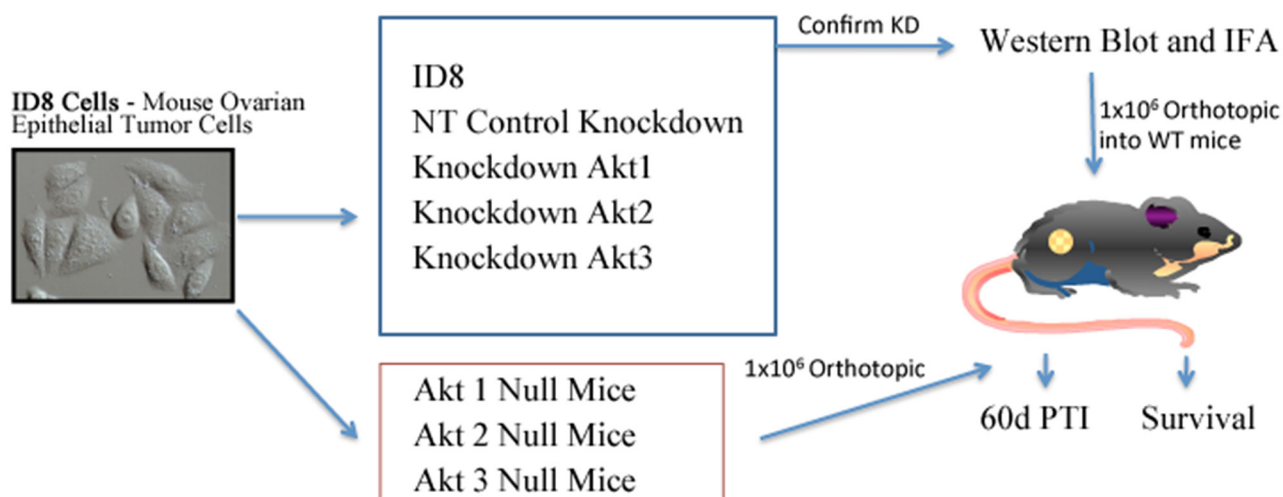 ID8 Cells - Mouse Ovarian
Epithelial Tumor Cells
ID8
NT Control Knockdown
Knockdown Akt1
Knockdown Akt2
Knockdown Akt3
Confirm KD
Western Blot and IFA
1x10⁶ Orthotopic
into WT mice
Akt 1 Null Mice
Akt 2 Null Mice
Akt 3 Null Mice
1x10⁶ Orthotopic
60d PTI
Survival